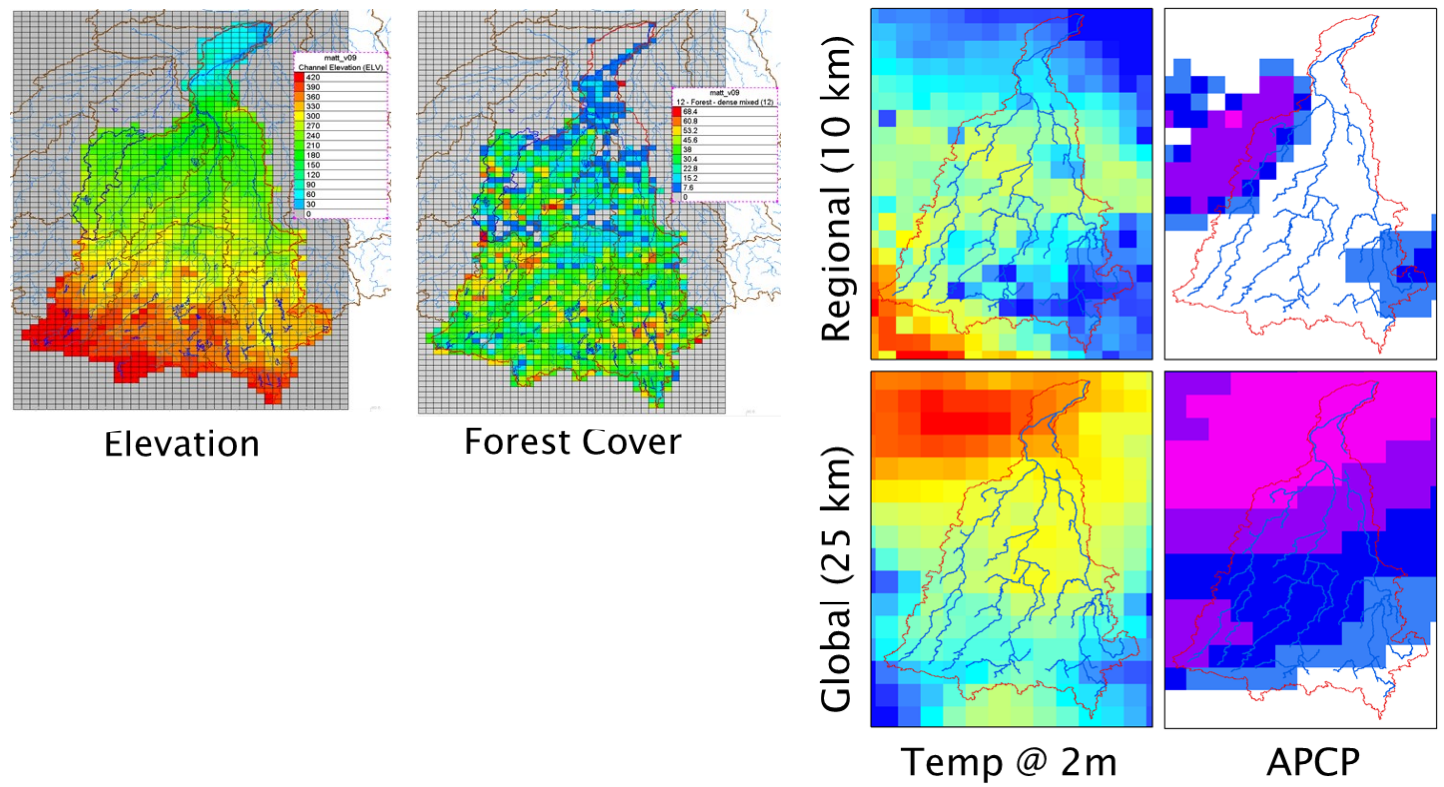 matt_v09
Channel Elevation (ELV)
420
390
360
330
300
270
240
210
180
150
120
90
60
30
0
matt_v09
12 - Forest - dense mixed (12)
68.4
60.8
53.2
45.6
38
30.4
22.8
15.2
7.6
0
Elevation
Forest Cover
Regional (10 km)
Global (25 km)
Temp @ 2m
APCP